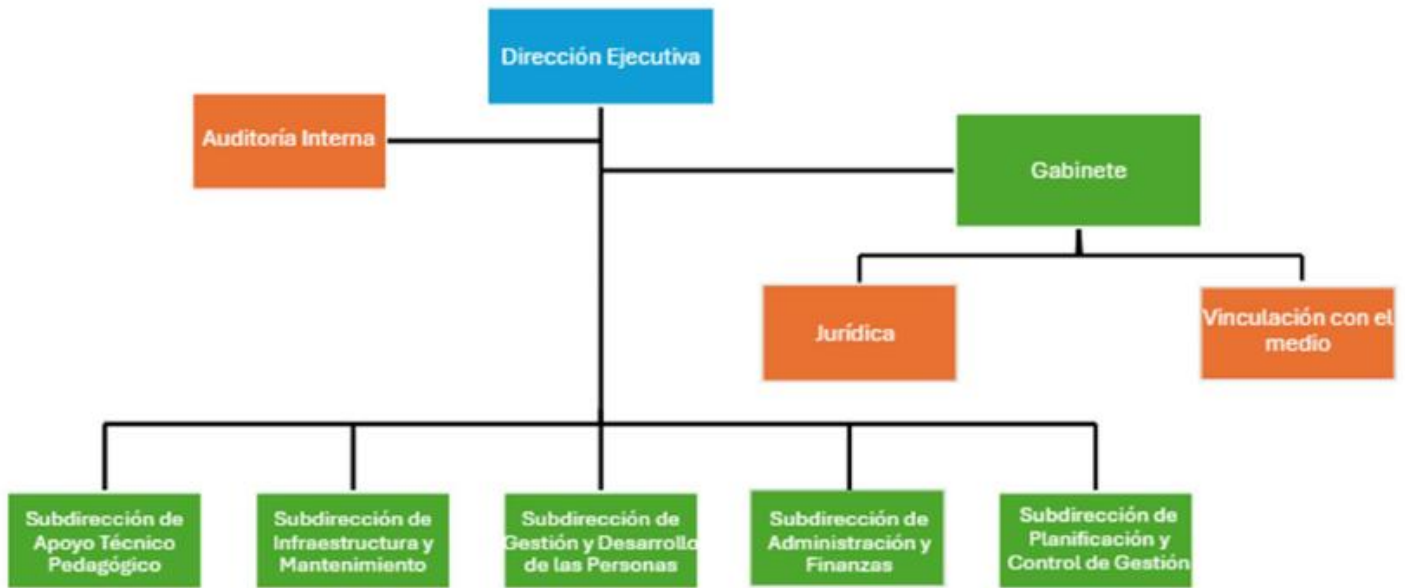 Dirección Ejecutiva
Auditoría Interna
Gabinete
Jurídica
Vinculación con el
medio
Subdirección de
Apoyo Técnico
Pedagógico
Subdirección de
Infraestructura y
Mantenimiento
Subdirección de
Gestión y Desarrollo
de las Personas
Subdirección de
Administración y
Finanzas
Subdirección de
Planificación y
Control de Gestión